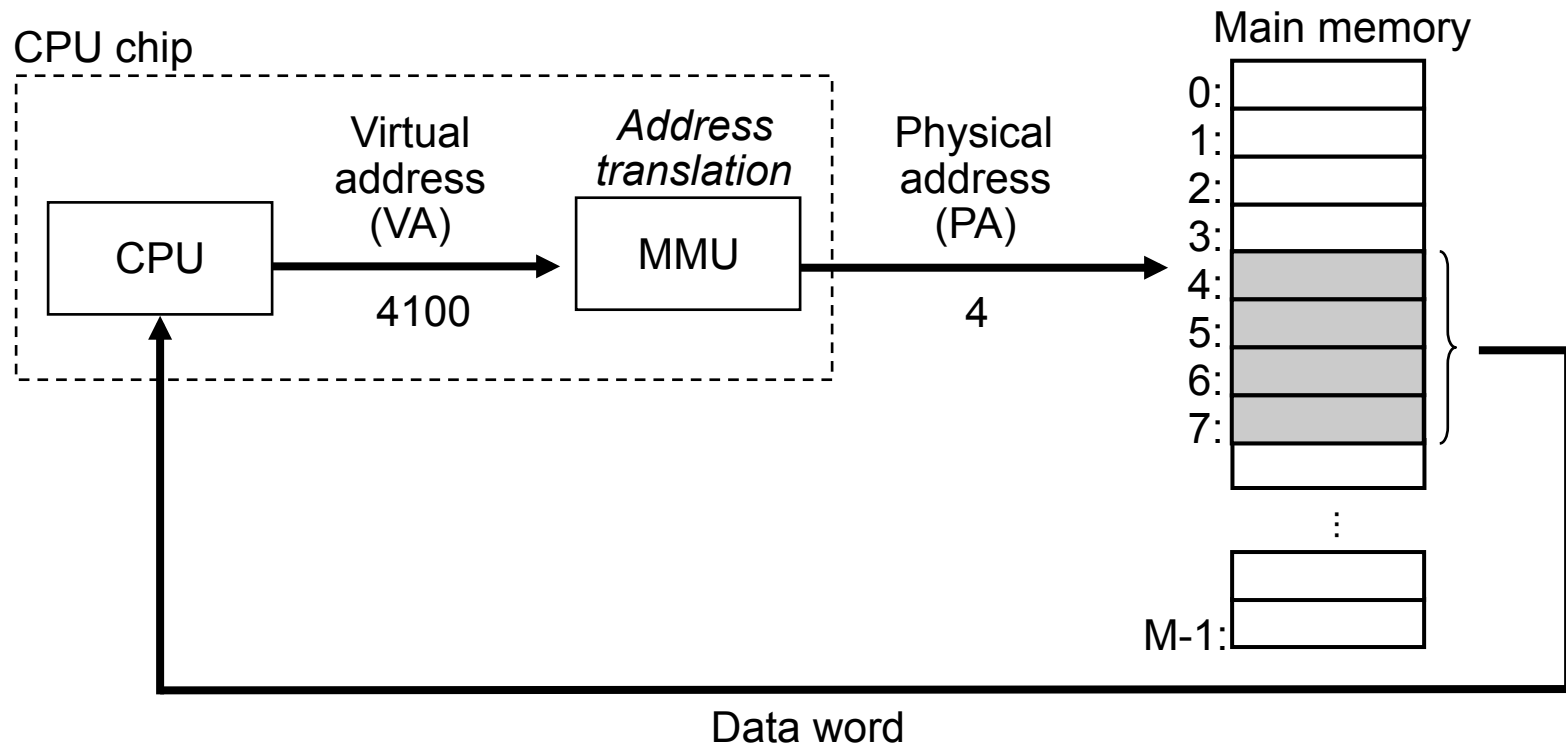 Main memory
CPU chip
0:
1:
2:
3:
4:
5:
6:
7:
Virtual
address
(VA)
Address
translation
Physical
address
(PA)
CPU
MMU
4100
4
⋮
M-1:
Data word